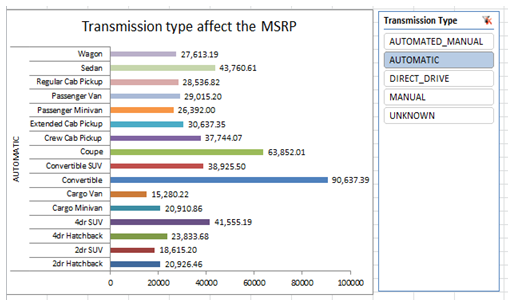 Transmission type affect the MSRP
AUTOMATIC
Wagon 27,613.19
Sedan 43,760.61
Regular Cab Pickup 28,536.82
Passenger Van 29,015.20
Passenger Minivan 26,392.00
Extended Cab Pickup 30,637.35
Crew Cab Pickup 37,744.07
Coupe 63,852.01
Convertible SUV 38,925.50
Convertible 90,637.39
Cargo Van 15,280.22
Cargo Minivan 20,910.86
4dr SUV 41,555.19
4dr Hatchback 23,833.68
2dr SUV 18,615.20
2dr Hatchback 20,926.46
0 20000 40000 60000 80000 100000
Transmission Type
AUTOMATED_MANUAL
AUTOMATIC
DIRECT_DRIVE
MANUAL
UNKNOWN